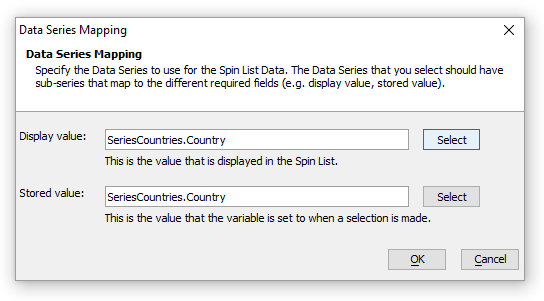 Data Series Mapping
Data Series Mapping
Specify the Data Series to use for the Spin List Data. The Data Series that you select should have
sub-series that map to the different required fields (e.g. display value, stored value).
Display value: SeriesCountries.Country Select
This is the value that is displayed in the Spin List.
Stored value: SeriesCountries.Country Select
This is the value that the variable is set to when a selection is made.
OK Cancel